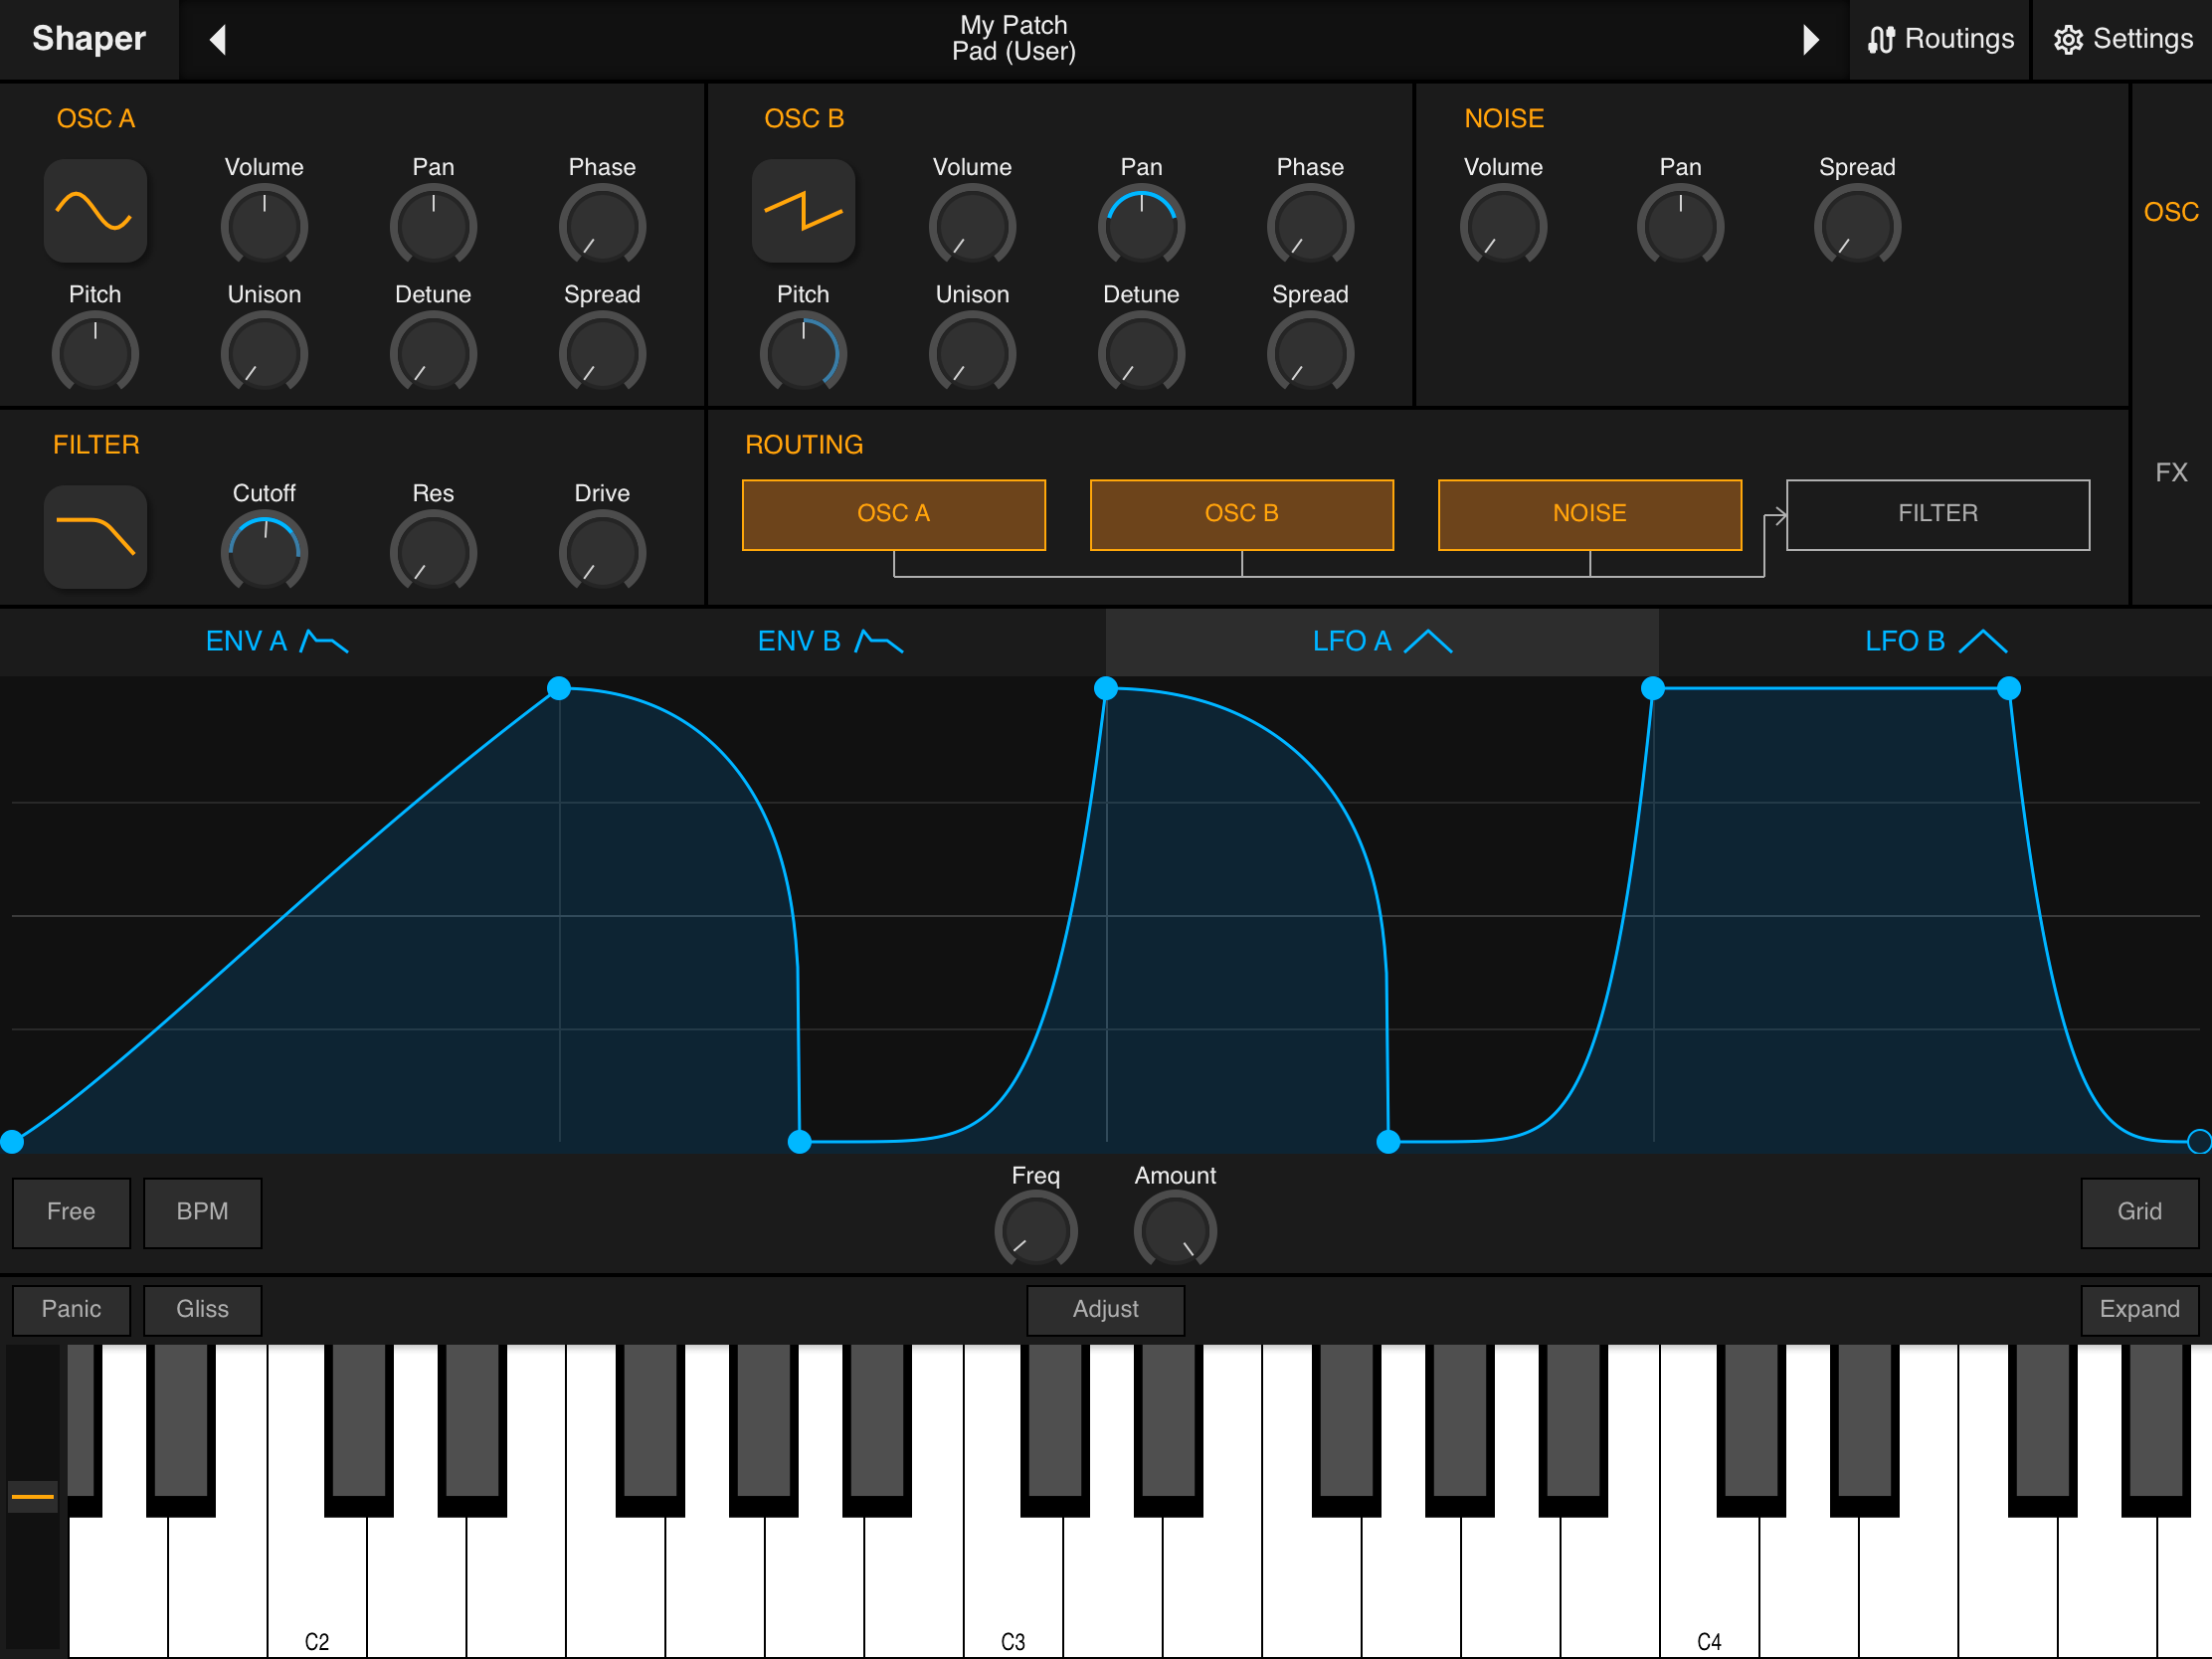 Shaper
My Patch
Pad (User)
Routings
Settings
OSC A
Volume
Pan
Phase
Pitch
Unison
Detune
Spread
OSC B
Volume
Pan
Phase
Pitch
Unison
Detune
Spread
NOISE
Volume
Pan
Spread
OSC
FX
FILTER
Cutoff
Res
Drive
ROUTING
OSC A
OSC B
NOISE
FILTER
ENV A
ENV B
LFO A
LFO B
Free
BPM
Freq
Amount
Grid
Panic
Gliss
Adjust
Expand
C2
C3
C4